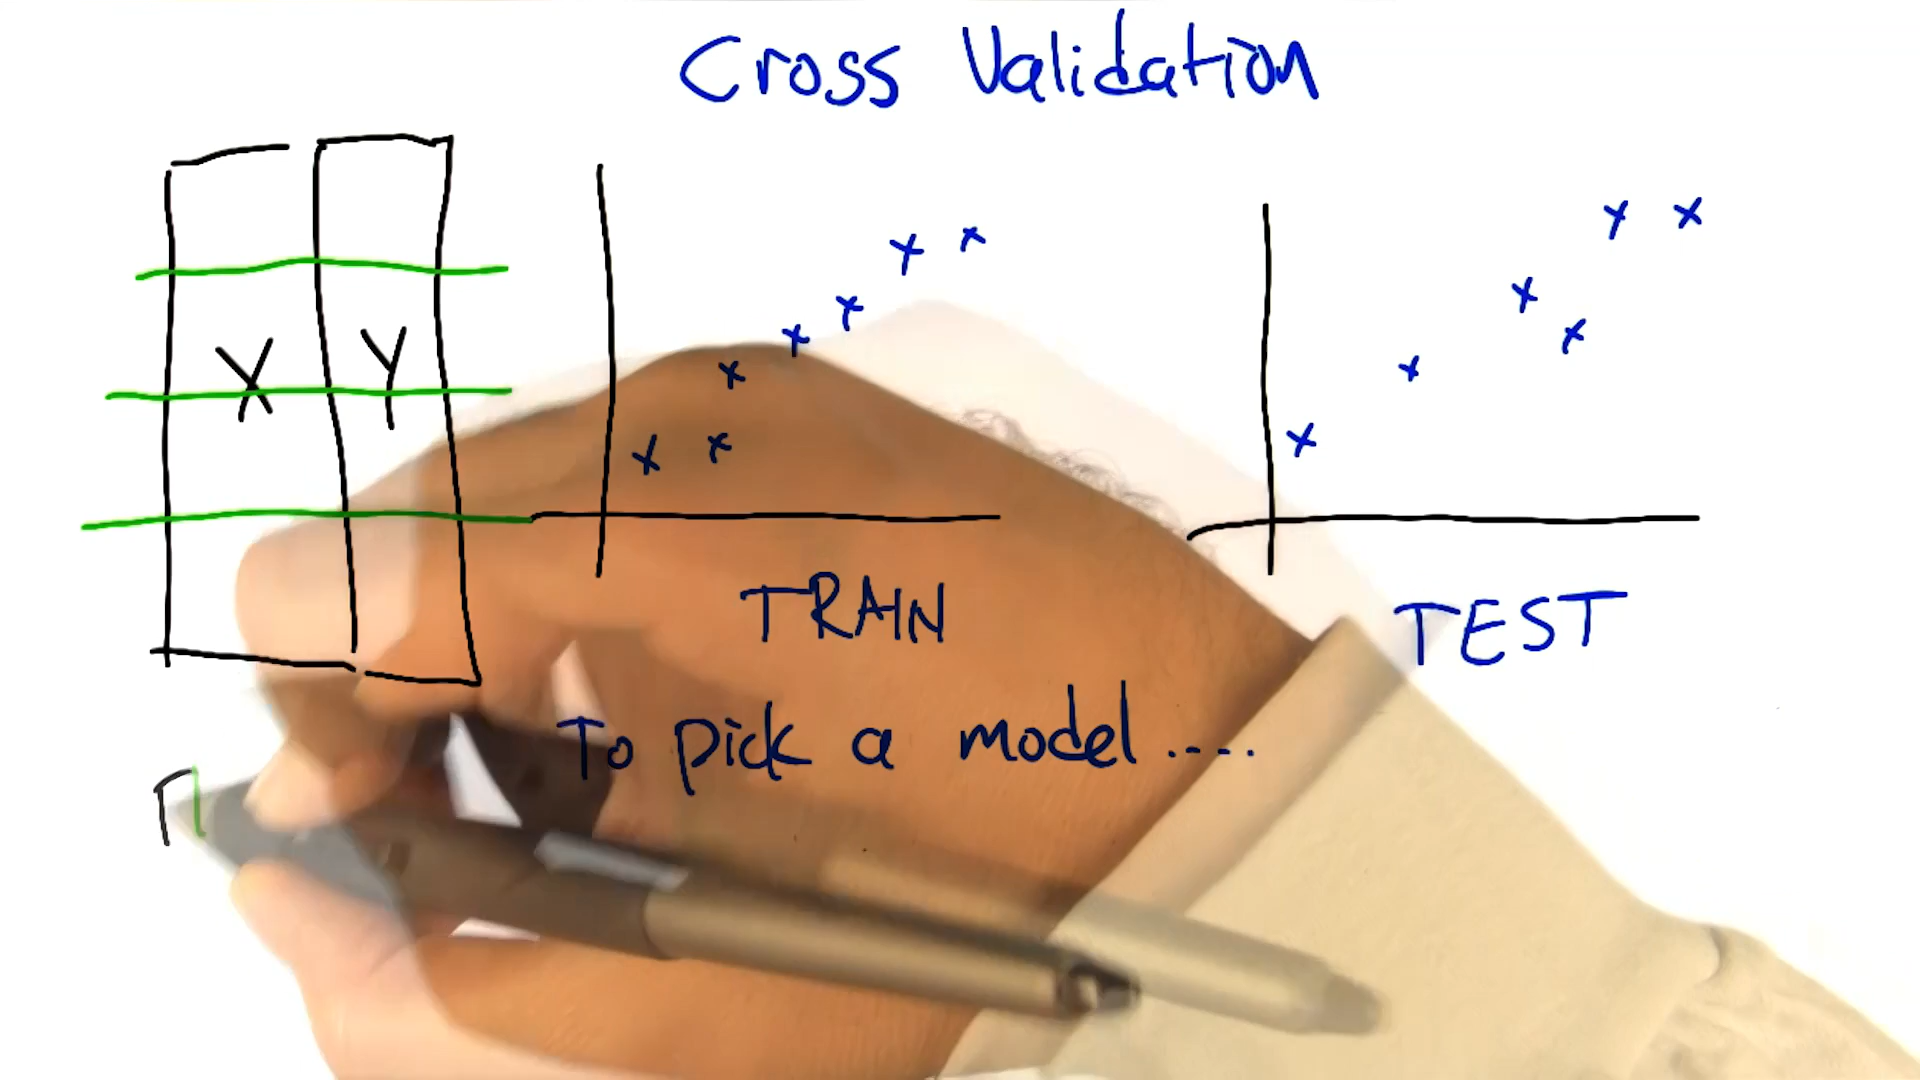 Cross Validation
X Y
TRAIN
TEST
To pick a model ....